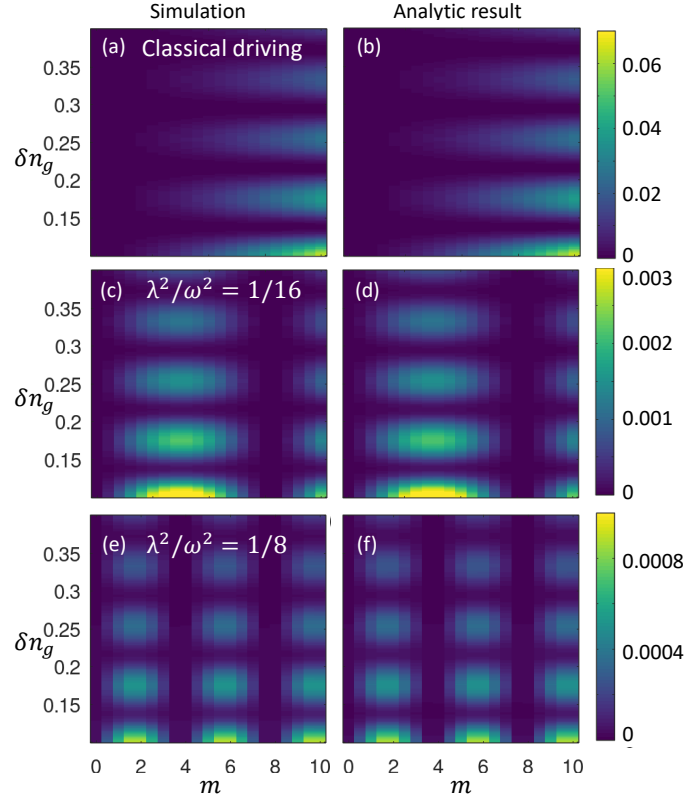 Simulation
Analytic result
(a) Classical driving
(b)
0.35
0.25
δn_g
0.2
0.15
0.06
0.04
0.02
0
(c) λ²/ω² = 1/16
(d)
0.35
0.3
0.25
δn_g
0.2
0.15
0.003
0.002
0.001
0
(e) λ²/ω² = 1/8
(f)
0.35
0.3
0.25
δn_g
0.2
0.15
0.0008
0.0004
0
0 2 4 6 8 10
0 2 4 6 8 10
m
m